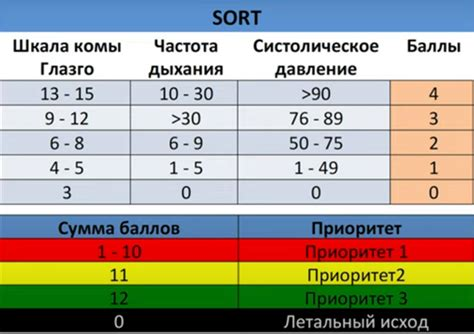 SORT
Шкала комы Глазго Частота дыхания Систолическое давление Баллы
13 - 15 10 - 30 >90 4
9 - 12 >30 76 - 89 3
6 - 8 6 - 9 50 - 75 2
4 - 5 1 - 5 1 - 49 1
3 0 0 0
Сумма баллов Приоритет
1 - 10 Приоритет 1
11 Приоритет2
12 Приоритет 3
0 Летальный исход